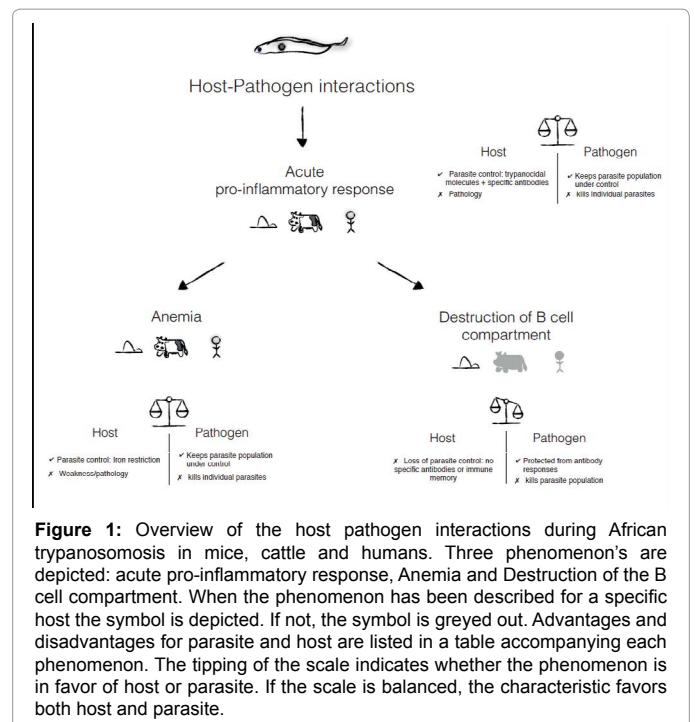 Host-Pathogen interactions
Acute
pro-inflammatory response
Host
Pathogen
✓ Parasite control: trypanocidal
molecules + specific antibodies
✗ Pathology
✓ Keeps parasite population
under control
✗ kills individual parasites
Anemia
Host
Pathogen
✓ Parasite control: Iron restriction
✗ Weakness/pathology
✓ Keeps parasite population
under control
✗ kills individual parasites
Destruction of B cell
compartment
Host
Pathogen
✗ Loss of parasite control: no
specific antibodies or immune
memory
✓ Protected from antibody
responses
✗ kills parasite population
Figure 1: Overview of the host pathogen interactions during African
trypanosomosis in mice, cattle and humans. Three phenomenon's are
depicted: acute pro-inflammatory response, Anemia and Destruction of the B
cell compartment. When the phenomenon has been described for a specific
host the symbol is depicted. If not, the symbol is greyed out. Advantages and
disadvantages for parasite and host are listed in a table accompanying each
phenomenon. The tipping of the scale indicates whether the phenomenon is
in favor of host or parasite. If the scale is balanced, the characteristic favors
both host and parasite.